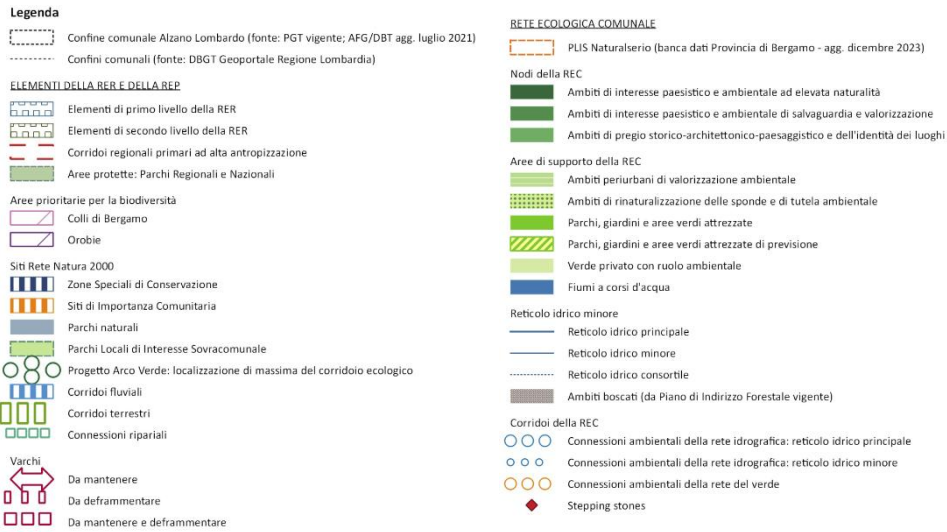 Legenda
Confine comunale Alzano Lombardo (fonte: PGT vigente; AFG/DBT agg. luglio 2021)
Confini comunali (fonte: DBGT Geoportale Regione Lombardia)
ELEMENTI DELLA RER E DELLA REP
Elementi di primo livello della RER
Elementi di secondo livello della RER
Corridoi regionali primari ad alta antropizzazione
Aree protette: Parchi Regionali e Nazionali
Aree prioritarie per la biodiversità
Colli di Bergamo
Orobie
Siti Rete Natura 2000
Zone Speciali di Conservazione
Siti di Importanza Comunitaria
Parchi naturali
Parchi Locali di Interesse Sovracomunale
Progetto Arco Verde: localizzazione di massima del corridoio ecologico
Corridoi fluviali
Corridoi terrestri
Connessioni ripariali
Varchi
Da mantenere
Da deframmentare
Da mantenere e deframmentare
RETE ECOLOGICA COMUNALE
PLIS Naturalserio (banca dati Provincia di Bergamo - agg. dicembre 2023)
Nodi della REC
Ambiti di interesse paesistico e ambientale ad elevata naturalità
Ambiti di interesse paesistico e ambientale di salvaguardia e valorizzazione
Ambiti di pregio storico-architettonico-paesaggistico e dell'identità dei luoghi
Aree di supporto della REC
Ambiti periurbani di valorizzazione ambientale
Ambiti di rinaturalizzazione delle sponde e di tutela ambientale
Parchi, giardini e aree verdi attrezzate
Parchi, giardini e aree verdi attrezzate di previsione
Verde privato con ruolo ambientale
Fiumi a corsi d'acqua
Reticolo idrico minore
Reticolo idrico principale
Reticolo idrico minore
Reticolo idrico consortile
Ambiti boscati (da Piano di Indirizzo Forestale vigente)
Corridoi della REC
Connessioni ambientali della rete idrografica: reticolo idrico principale
Connessioni ambientali della rete idrografica: reticolo idrico minore
Connessioni ambientali della rete del verde
Stepping stones